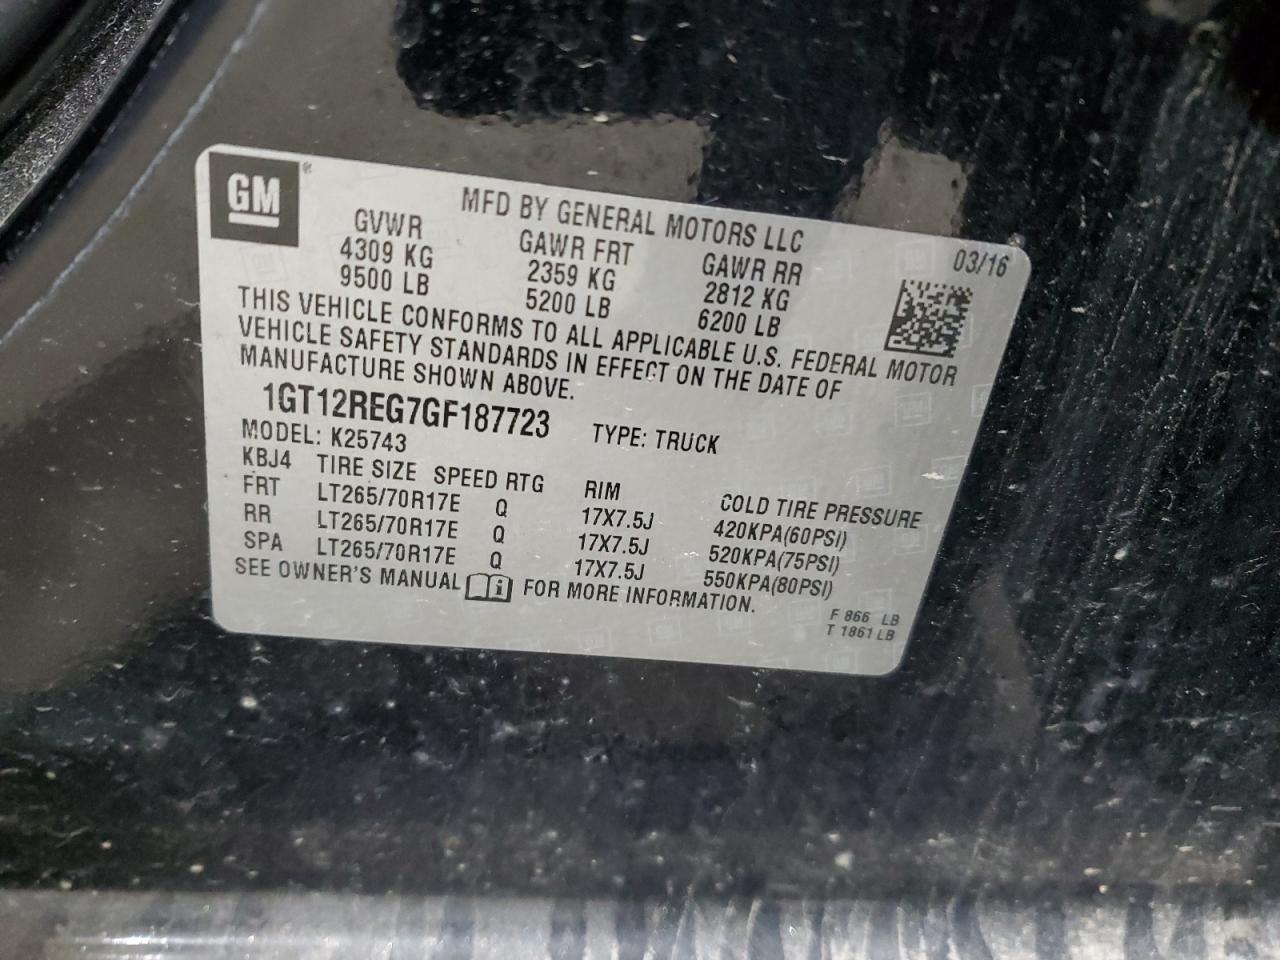 GM ®
MFD BY GENERAL MOTORS LLC
03/16
GVWR GAWR FRT GAWR RR
4309 KG 2359 KG 2812 KG
9500 LB 5200 LB 6200 LB
THIS VEHICLE CONFORMS TO ALL APPLICABLE U.S. FEDERAL MOTOR
VEHICLE SAFETY STANDARDS IN EFFECT ON THE DATE OF
MANUFACTURE SHOWN ABOVE.
1GT12REG7GF187723 TYPE: TRUCK
MODEL: K25743
KBJ4 TIRE SIZE SPEED RTG RIM COLD TIRE PRESSURE
FRT LT265/70R17E Q 17X7.5J 420KPA(60PSI)
RR LT265/70R17E Q 17X7.5J 520KPA(75PSI)
SPA LT265/70R17E Q 17X7.5J 550KPA(80PSI)
SEE OWNER'S MANUAL i FOR MORE INFORMATION.
F 866 LB
T 1861 LB